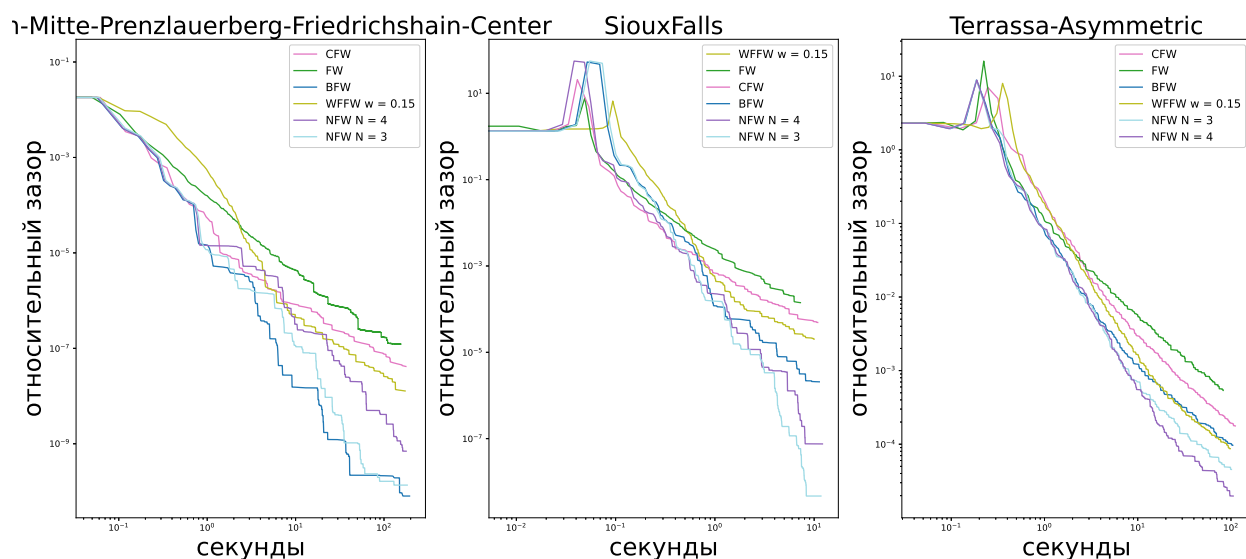 -Mitte-Prenzlauerberg-Friedrichshain-Center
SiouxFalls
Terrassa-Asymmetric
относительный зазор
10⁻¹
10⁻³
10⁻⁵
10⁻⁷
10⁻⁹
CFW
FW
BFW
WFFW w = 0.15
NFW N = 4
NFW N = 3
10⁻¹
10⁰
10¹
10²
секунды
относительный зазор
10¹
10⁻¹
10⁻³
10⁻⁵
10⁻⁷
WFFW w = 0.15
FW
CFW
BFW
NFW N = 4
NFW N = 3
10⁻²
10⁻¹
10⁰
10¹
секунды
относительный зазор
10¹
10⁰
10⁻¹
10⁻²
10⁻³
10⁻⁴
CFW
FW
BFW
WFFW w = 0.15
NFW N = 3
NFW N = 4
10⁻¹
10⁰
10¹
10²
секунды